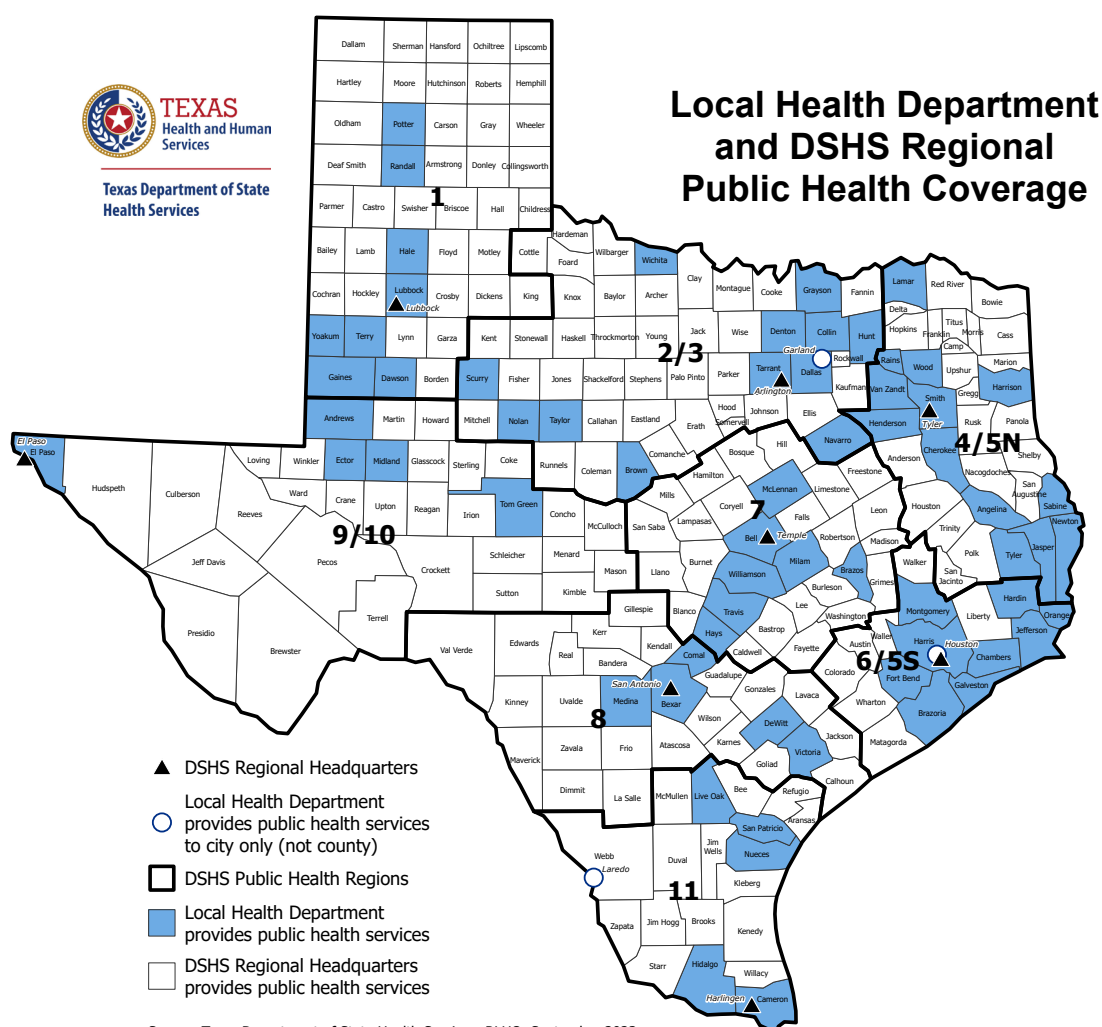 TEXAS
Health and Human
Services
Texas Department of State
Health Services
Local Health Department
and DSHS Regional
Public Health Coverage
Dallam Sherman Hansford Ochiltree Lipscomb
Hartley Moore Hutchinson Roberts Hemphill
Oldham Potter Carson Gray Wheeler
Deaf Smith Randall Armstrong Donley Collingsworth
1
Parmer Castro Swisher Briscoe Hall Childress
Hardeman
Bailey Lamb Hale Floyd Motley Cottle Foard Wilbarger Wichita
Clay
Cochran Hockley Lubbock Crosby Dickens King Knox Baylor Archer Montague Cooke Grayson Fannin Lamar Red River Bowie
Lubbock
Delta Titus
Yoakum Terry Lynn Garza Kent Stonewall Haskell Throckmorton Young Jack Wise Denton Collin Hunt Hopkins Franklin Morris Cass
Camp
2/3
Garland Rockwall Rains Wood Upshur Marion
Gaines Dawson Borden Scurry Fisher Jones Shackelford Stephens Palo Pinto Parker Tarrant Dallas Kaufman Van Zandt Smith Gregg Harrison
Arlington
Andrews Martin Howard Mitchell Nolan Taylor Callahan Eastland Erath Hood Somervell Johnson Ellis Henderson Tyler Rusk Panola
El Paso
El Paso
Loving Winkler Ector Midland Glasscock Sterling Coke Runnels Coleman Brown Comanche Bosque Hill Navarro Anderson Cherokee 4/5N Shelby
Nacogdoches
San
Augustine
Hudspeth Culberson Reeves Ward Crane Upton Reagan Irion Tom Green Concho McCulloch Mills Hamilton McLennan Limestone Freestone Leon Houston Angelina Sabine
Newton
9/10
San Saba Lampasas Coryell 7 Falls Trinity
Jeff Davis Pecos Crockett Schleicher Menard Mason Llano Burnet Bell Temple Robertson Madison Walker Polk Tyler Jasper
San
Jacinto
Sutton Kimble Williamson Milam Brazos Grimes
Burleson
Presidio Brewster Terrell Gillespie Blanco Travis Lee Washington Montgomery Liberty Hardin Orange
Val Verde Edwards Kerr Kendall Hays Bastrop Austin Waller Harris Houston Jefferson
Real Bandera Comal Caldwell Fayette 6/5S Chambers
Colorado Fort Bend Galveston
San Antonio Guadalupe Gonzales Lavaca Wharton Brazoria
Kinney Uvalde Medina Bexar
8
Wilson DeWitt Jackson Matagorda
Maverick Zavala Frio Atascosa Karnes Victoria
Goliad
Calhoun
Dimmit La Salle McMullen Live Oak Bee Refugio
Aransas
San Patricio
Webb Laredo Duval Jim
Wells Nueces
11
Kleberg
Zapata Jim Hogg Brooks Kenedy
Starr Hidalgo Willacy
Harlingen Cameron
DSHS Regional Headquarters
Local Health Department
provides public health services
to city only (not county)
DSHS Public Health Regions
Local Health Department
provides public health services
DSHS Regional Headquarters
provides public health services